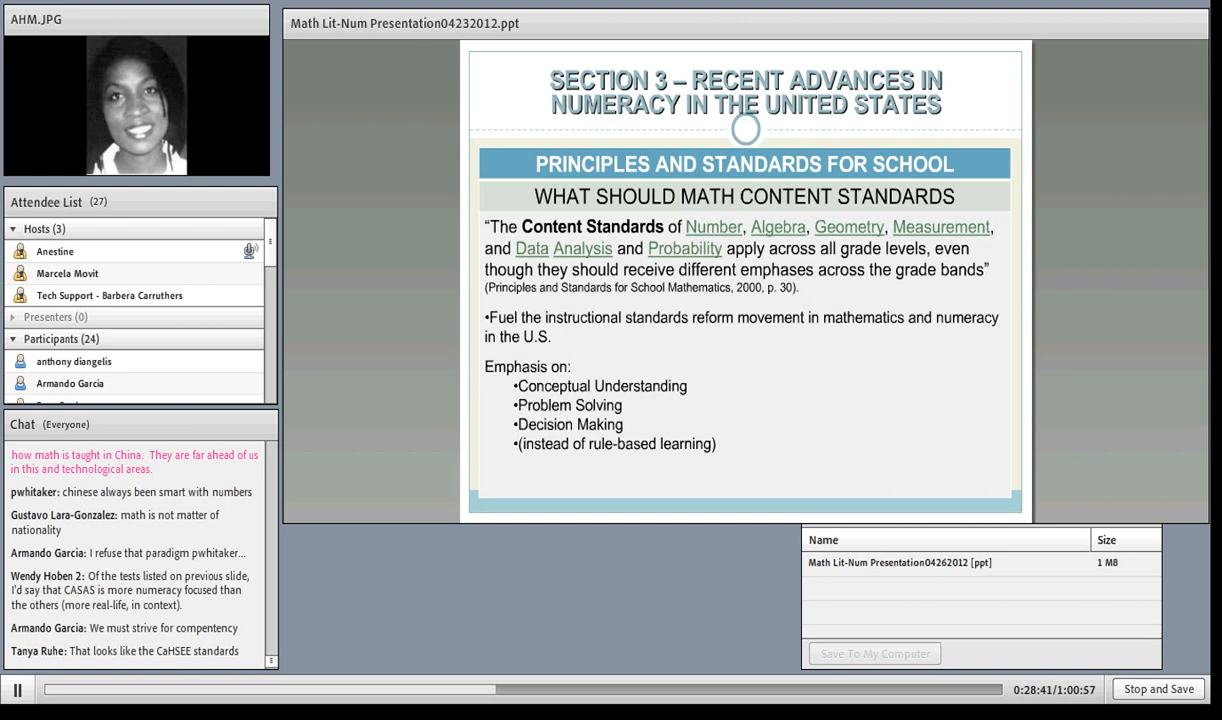 AHM.JPG
Attendee List (27)
Hosts (3)
Anestine
Marcela Movit
Tech Support - Barbera Carruthers
Presenters (0)
Participants (24)
anthony diangelis
Armando Garcia
Chat (Everyone)
how math is taught in China. They are far ahead of us
in this and technological areas.
pwhitaker: chinese always been smart with numbers
Gustavo Lara-Gonzalez: math is not matter of
nationality
Armando Garcia: I refuse that paradigm pwhitaker...
Wendy Hoben 2: Of the tests listed on previous slide,
I'd say that CASAS is more numeracy focused than
the others (more real-life, in context).
Armando Garcia: We must strive for compentency
Tanya Ruhe: That looks like the CaHSEE standards
Math Lit-Num Presentation04232012.ppt
SECTION 3 – RECENT ADVANCES IN
NUMERACY IN THE UNITED STATES
PRINCIPLES AND STANDARDS FOR SCHOOL
WHAT SHOULD MATH CONTENT STANDARDS
“The Content Standards of Number, Algebra, Geometry, Measurement,
and Data Analysis and Probability apply across all grade levels, even
though they should receive different emphases across the grade bands”
(Principles and Standards for School Mathematics, 2000, p. 30).
•Fuel the instructional standards reform movement in mathematics and numeracy
in the U.S.
Emphasis on:
•Conceptual Understanding
•Problem Solving
•Decision Making
•(instead of rule-based learning)
Name Size
Math Lit-Num Presentation04262012 [ppt] 1 MB
Save To My Computer
0:28:41/1:00:57
Stop and Save